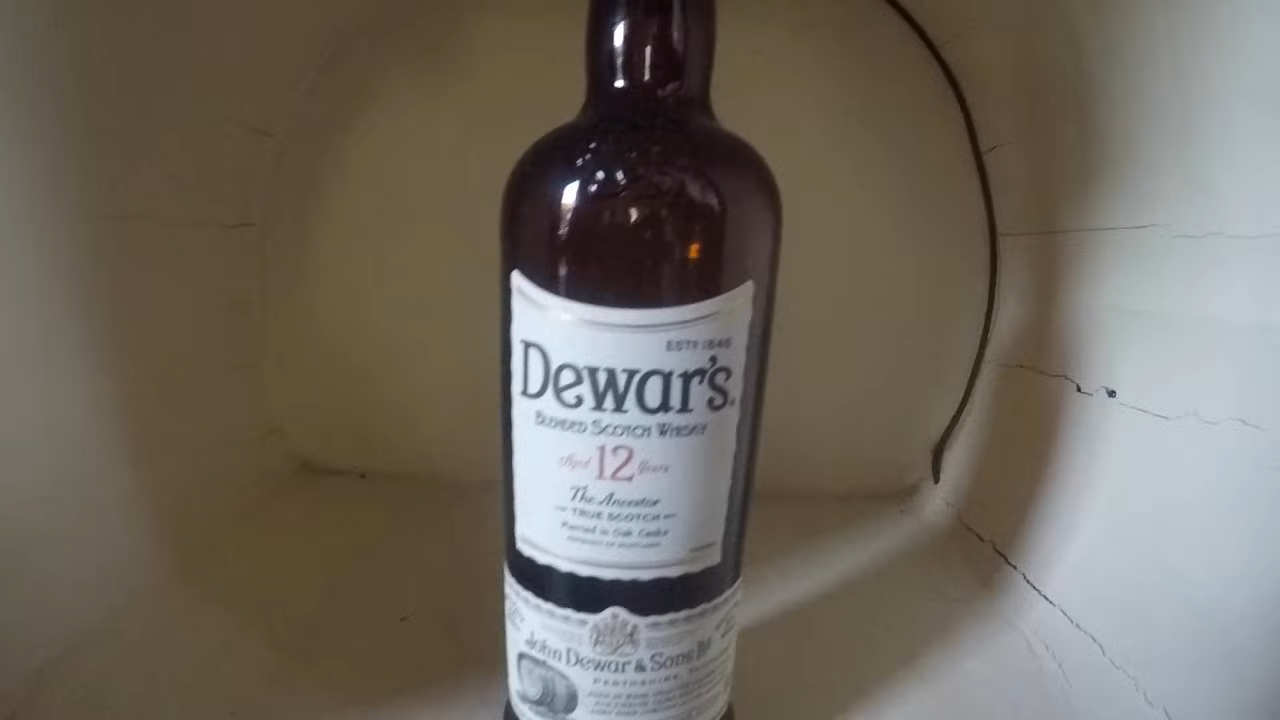 ESTD 1846
Dewar's.
BLENDED SCOTCH WHISKY
Aged 12 Years
The Ancestor
TRUE SCOTCH
Married in Oak Casks
John Dewar & Sons Ltd
PERTHSHIRE,